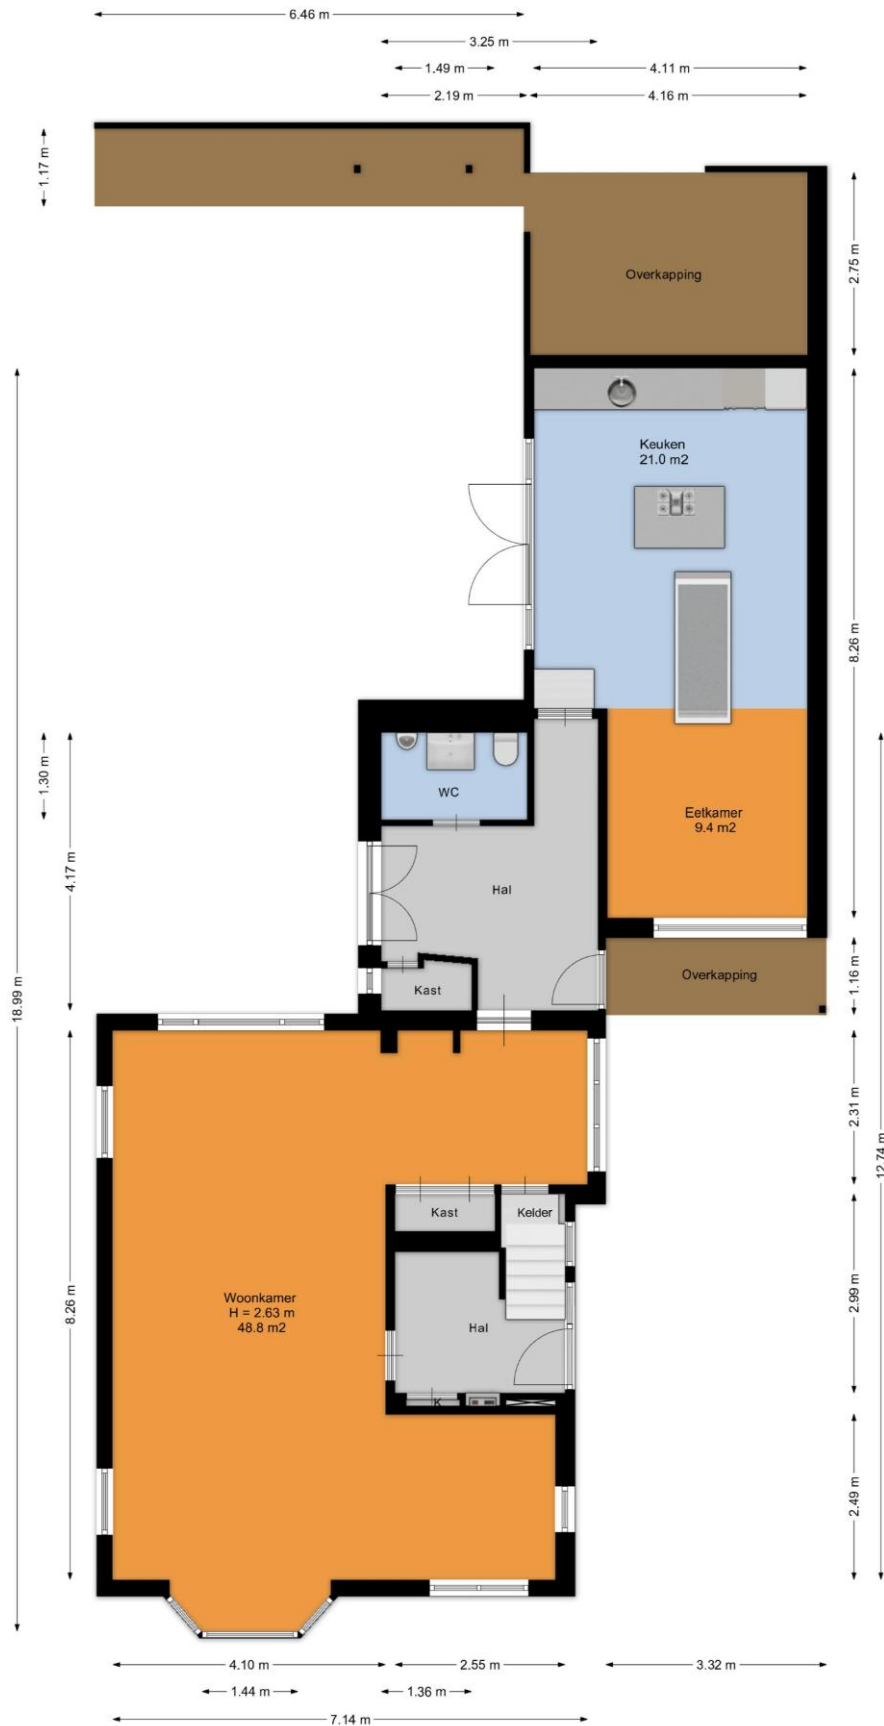 6.46 m
3.25 m
1.49 m
4.11 m
2.19 m
4.16 m
1.17 m
2.75 m
Overkapping
Keuken
21.0 m2
8.26 m
18.99 m
1.30 m
4.17 m
WC
Eetkamer
9.4 m2
Hal
Kast
Overkapping
1.16 m
2.31 m
12.74 m
Kast
Kelder
8.26 m
Woonkamer
H = 2.63 m
48.8 m2
Hal
2.99 m
K
2.49 m
4.10 m
2.55 m
3.32 m
1.44 m
1.36 m
7.14 m